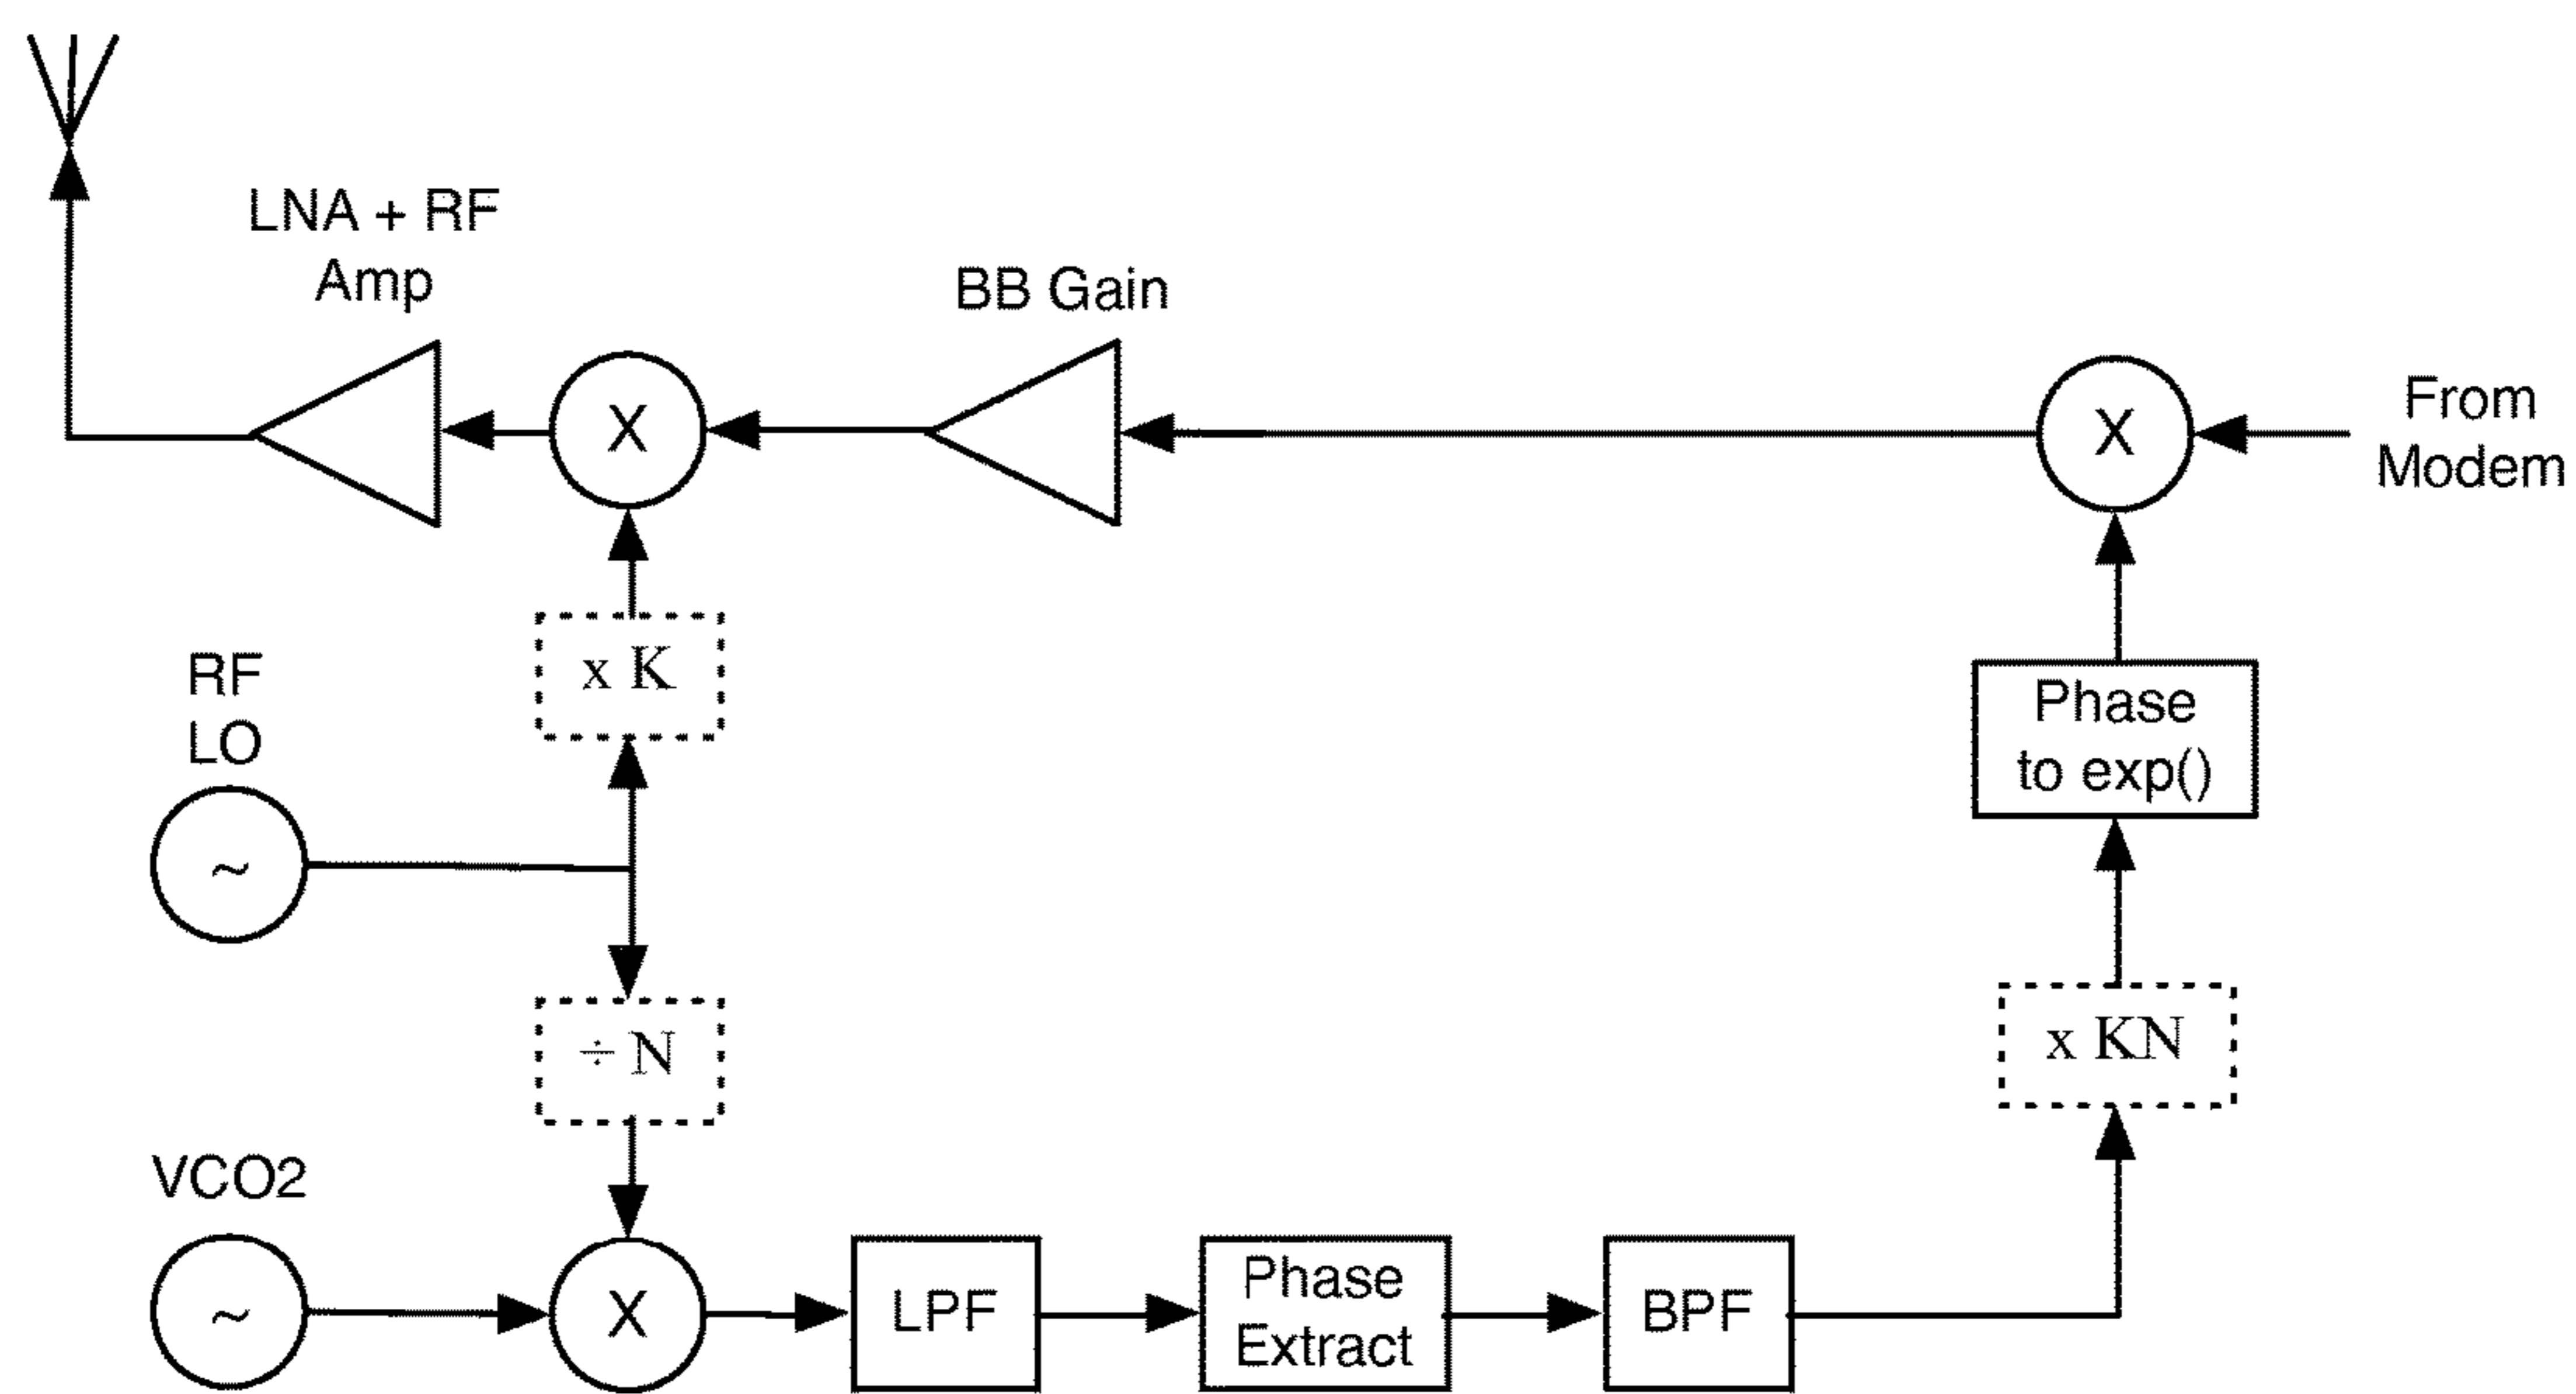 LNA + RF
Amp
BB Gain
X
X
From
Modem
x K
RF
LO
~
Phase
to exp()
÷ N
x KN
VCO2
~
X
LPF
Phase
Extract
BPF